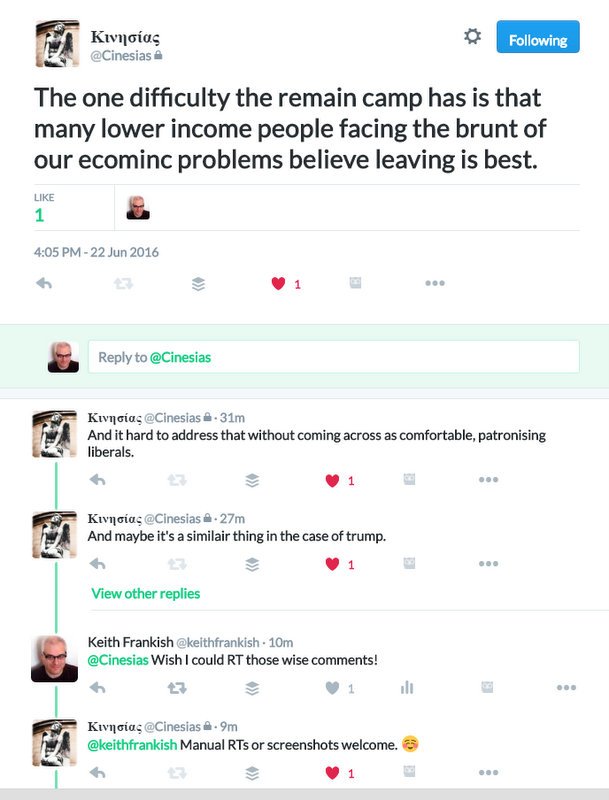 Κινησίας
@Cinesias
Following
The one difficulty the remain camp has is that
many lower income people facing the brunt of
our ecominc problems believe leaving is best.
LIKE
1
4:05 PM - 22 Jun 2016
1
Reply to @Cinesias
Κινησίας @Cinesias · 31m
And it hard to address that without coming across as comfortable, patronising
liberals.
1
Κινησίας @Cinesias · 27m
And maybe it's a similair thing in the case of trump.
1
View other replies
Keith Frankish @keithfrankish · 10m
@Cinesias Wish I could RT those wise comments!
1
Κινησίας @Cinesias · 9m
@keithfrankish Manual RTs or screenshots welcome. ☺️
1